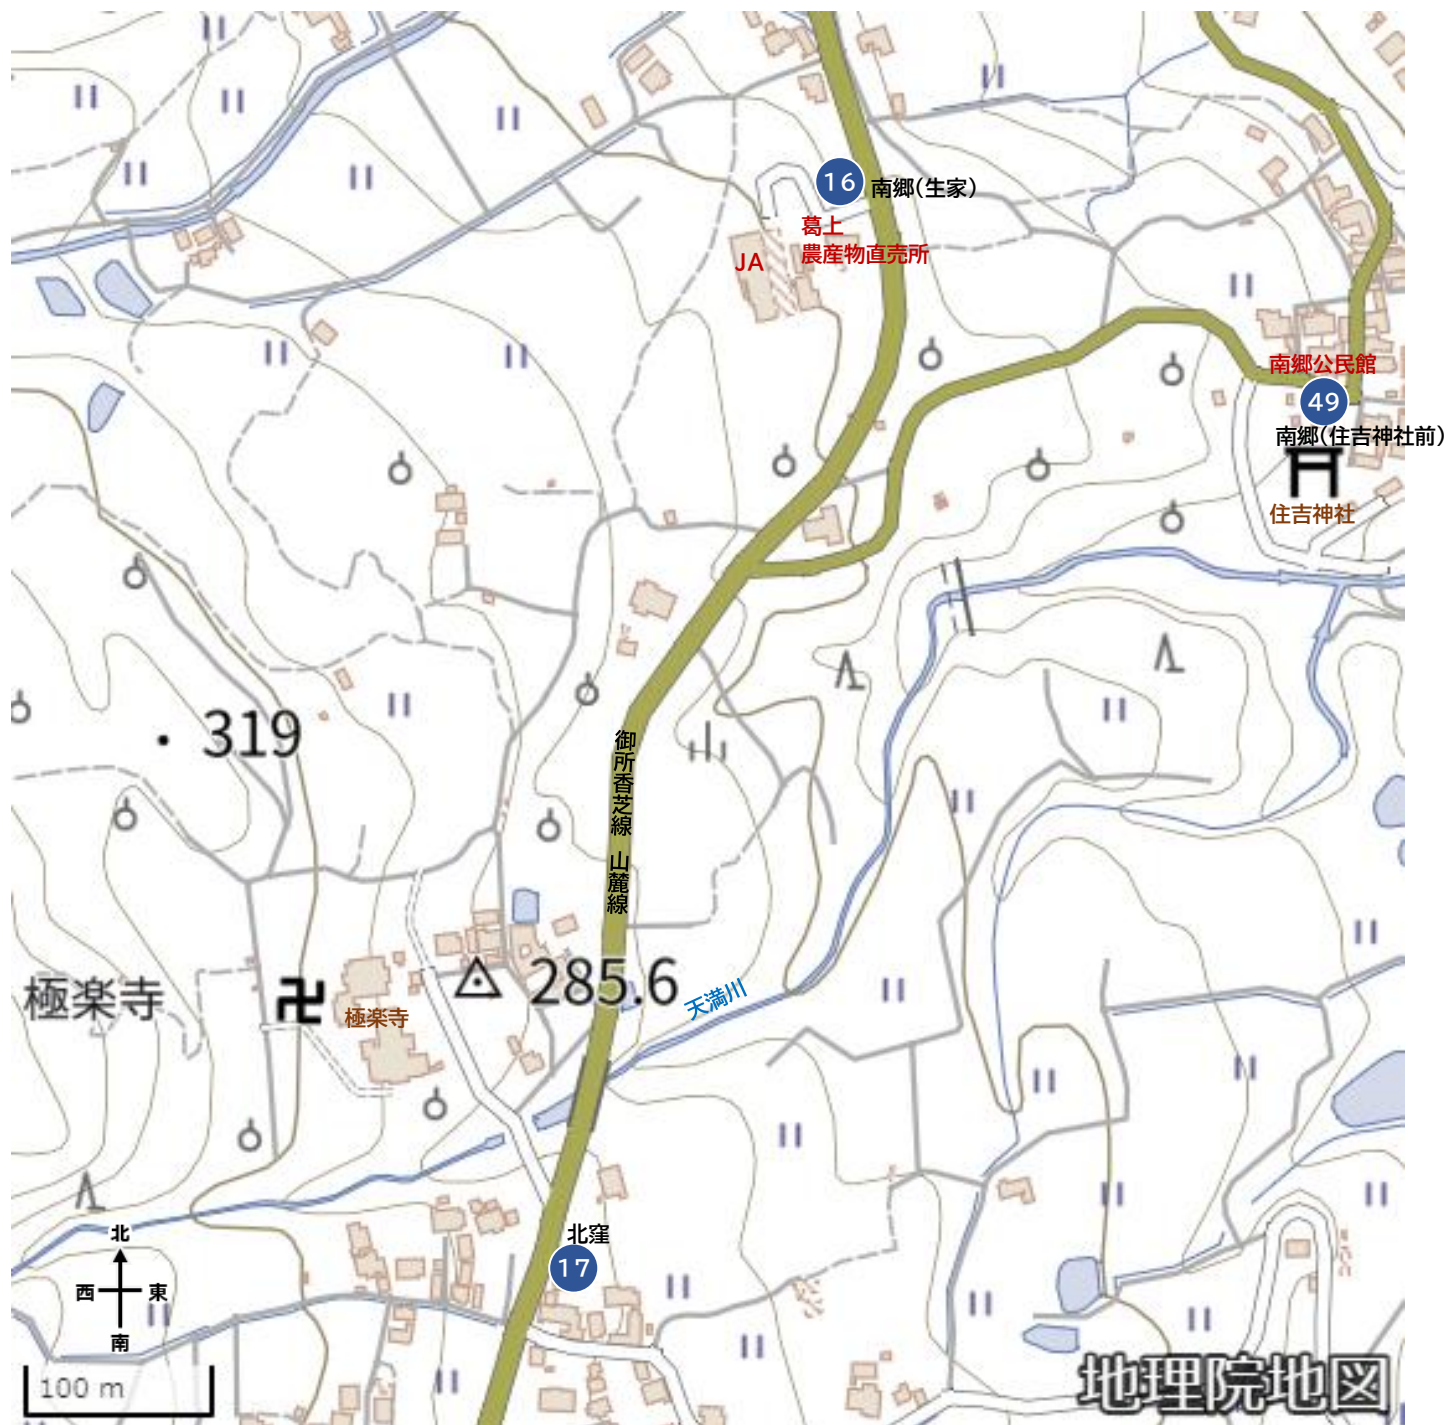 16
南郷（生家）
葛上
農産物直売所
JA
南郷公民館
49
南郷（住吉神社前）
住吉神社
319
御所香芝線 山麓線
285.6
極楽寺
極楽寺
天満川
北窪
17
北
西 東
南
100 m
地理院地図